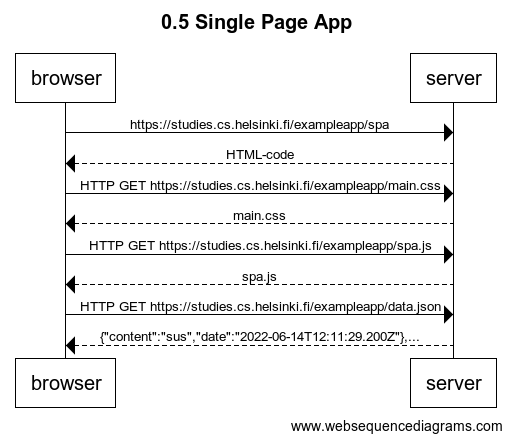 0.5 Single Page App
browser server
https://studies.cs.helsinki.fi/exampleapp/spa
HTML-code
HTTP GET https://studies.cs.helsinki.fi/exampleapp/main.css
main.css
HTTP GET https://studies.cs.helsinki.fi/exampleapp/spa.js
spa.js
HTTP GET https://studies.cs.helsinki.fi/exampleapp/data.json
{"content":"sus","date":"2022-06-14T12:11:29.200Z"},...
browser server
www.websequencediagrams.com